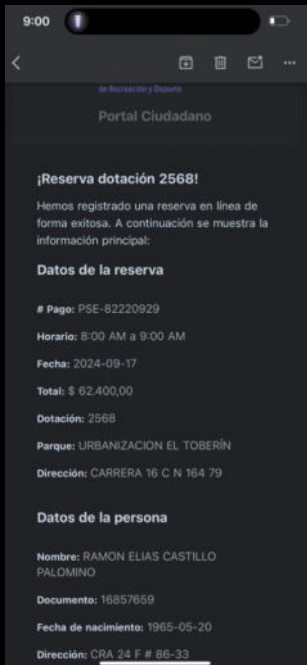 9:00
de Recreación y Deporte
Portal Ciudadano
¡Reserva dotación 2568!
Hemos registrado una reserva en línea de
forma exitosa. A continuación se muestra la
información principal:
Datos de la reserva
# Pago: PSE-82220929
Horario: 8:00 AM a 9:00 AM
Fecha: 2024-09-17
Total: $ 62.400,00
Dotación: 2568
Parque: URBANIZACION EL TOBERÍN
Dirección: CARRERA 16 C N 164 79
Datos de la persona
Nombre: RAMON ELIAS CASTILLO
PALOMINO
Documento: 16857659
Fecha de nacimiento: 1965-05-20
Dirección: CRA 24 F # 86-33